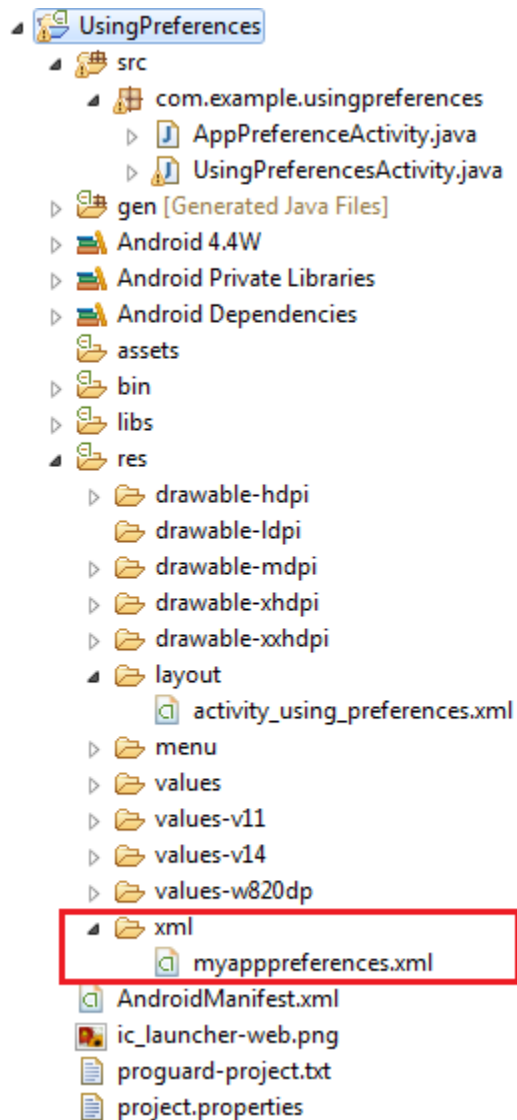 UsingPreferences
src
com.example.usingpreferences
AppPreferenceActivity.java
UsingPreferencesActivity.java
gen [Generated Java Files]
Android 4.4W
Android Private Libraries
Android Dependencies
assets
bin
libs
res
drawable-hdpi
drawable-ldpi
drawable-mdpi
drawable-xhdpi
drawable-xxhdpi
layout
activity_using_preferences.xml
menu
values
values-v11
values-v14
values-w820dp
xml
myapppreferences.xml
AndroidManifest.xml
ic_launcher-web.png
proguard-project.txt
project.properties